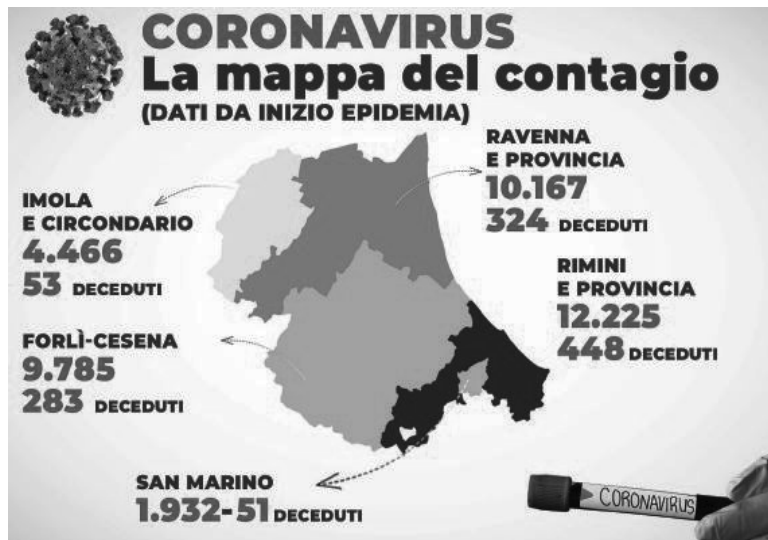 CORONAVIRUS
La mappa del contagio
(DATI DA INIZIO EPIDEMIA)
RAVENNA
E PROVINCIA
10.167
324 DECEDUTI
IMOLA
E CIRCONDARIO
4.466
53 DECEDUTI
RIMINI
E PROVINCIA
12.225
448 DECEDUTI
FORLÌ-CESENA
9.785
283 DECEDUTI
SAN MARINO
1.932-51 DECEDUTI
CORONAVIRUS